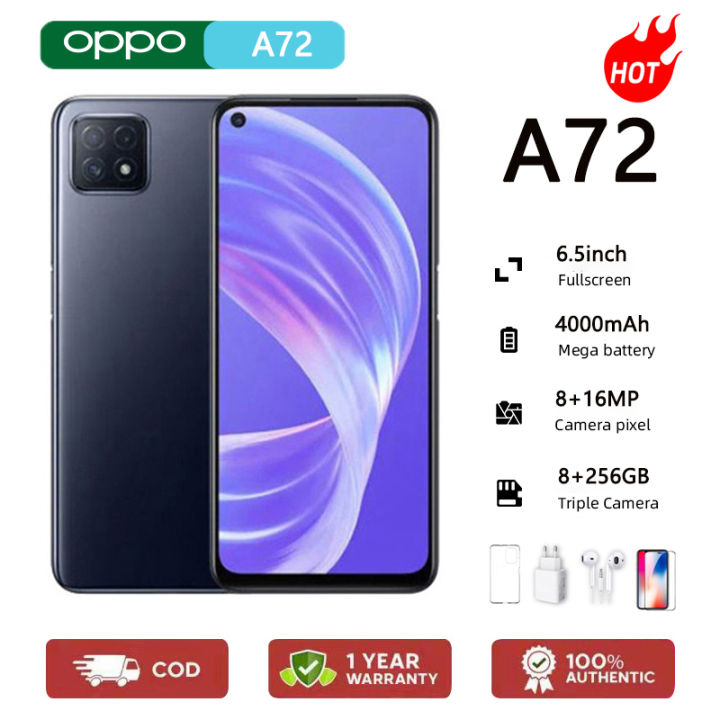 oppo
A72
HOT
A72
6.5inch
Fullscreen
4000mAh
Mega battery
8+16MP
Camera pixel
8+256GB
Triple Camera
COD
1 YEAR
WARRANTY
100%
AUTHENTIC